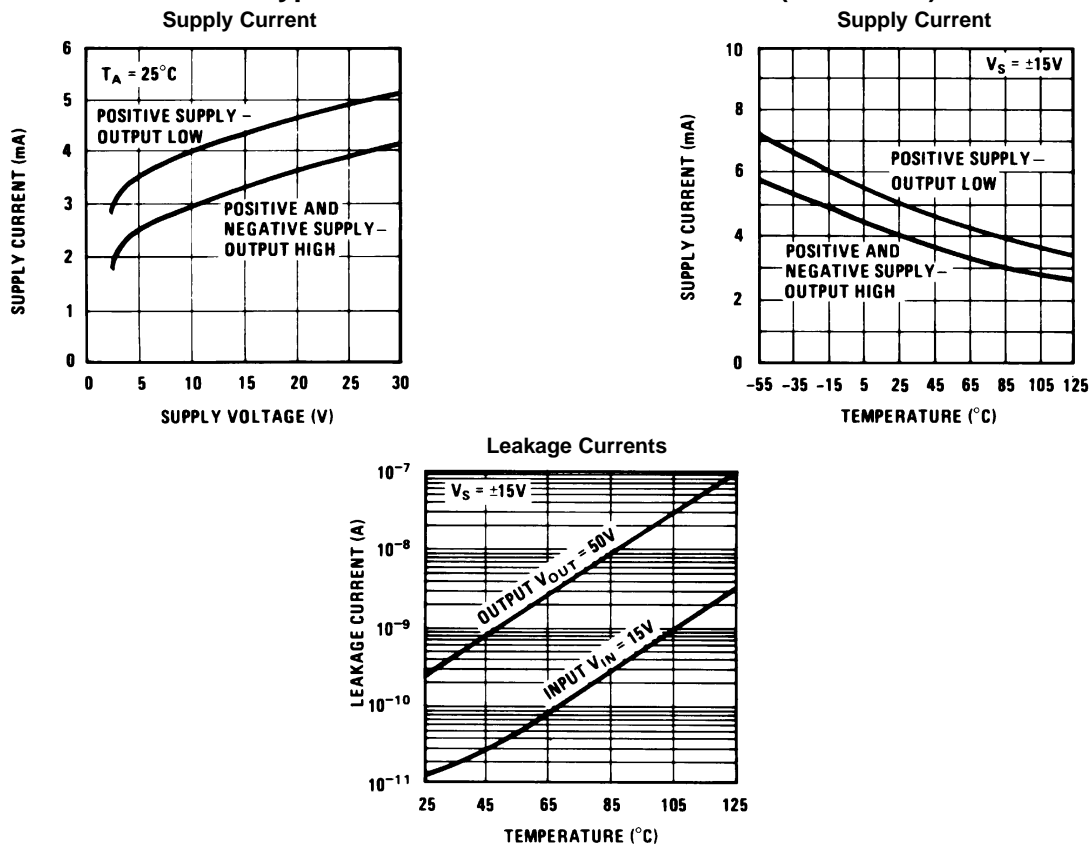 Supply Current
6
5
4
3
2
1
0
SUPPLY CURRENT (mA)
T_A = 25°C
POSITIVE SUPPLY –
OUTPUT LOW
POSITIVE AND
NEGATIVE SUPPLY–
OUTPUT HIGH
0 5 10 15 20 25 30
SUPPLY VOLTAGE (V)
Supply Current
10
8
6
4
2
0
SUPPLY CURRENT (mA)
V_S = ±15V
POSITIVE SUPPLY–
OUTPUT LOW
POSITIVE AND
NEGATIVE SUPPLY–
OUTPUT HIGH
-55 -35 -15 5 25 45 65 85 105 125
TEMPERATURE (°C)
Leakage Currents
10⁻⁷
10⁻⁸
10⁻⁹
10⁻¹⁰
10⁻¹¹
LEAKAGE CURRENT (A)
V_S = ±15V
OUTPUT V_OUT = 50V
INPUT V_IN = 15V
25 45 65 85 105 125
TEMPERATURE (°C)